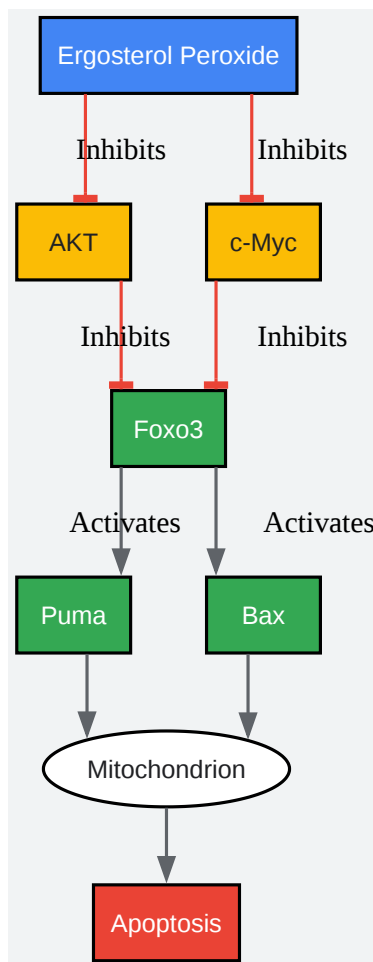 Ergosterol Peroxide
Inhibits
Inhibits
AKT
c-Myc
Inhibits
Inhibits
Foxo3
Activates
Activates
Puma
Bax
Mitochondrion
Apoptosis